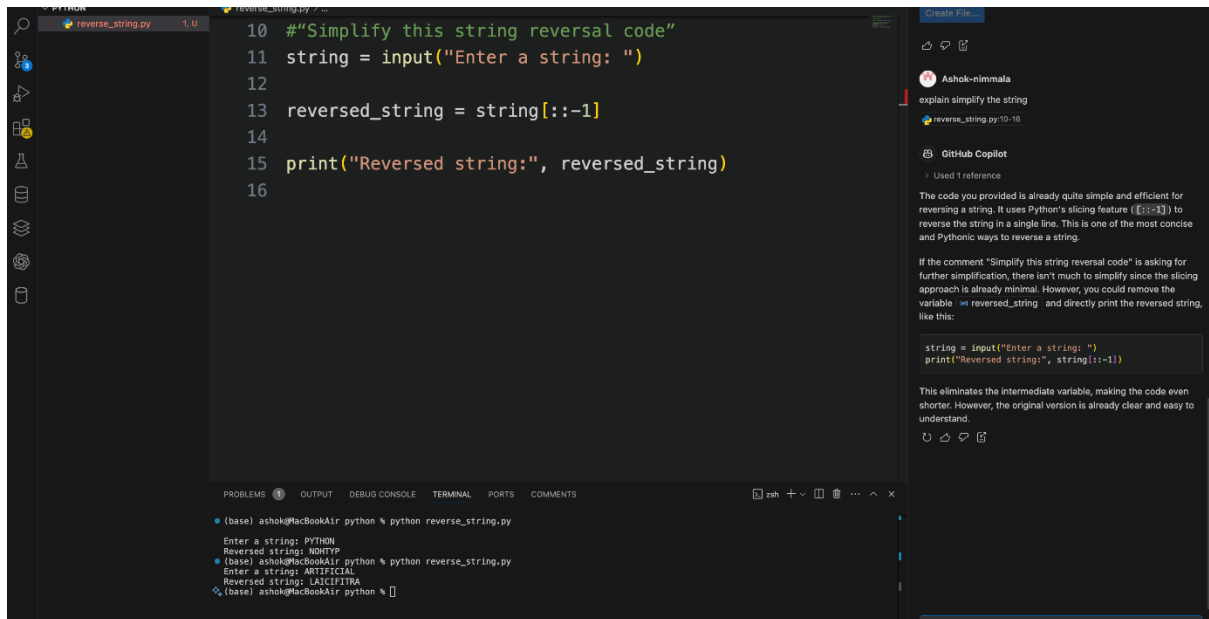 PYTHON
reverse_string.py 1, U
3
reverse_string.py > ...
10 #“Simplify this string reversal code”
11 string = input("Enter a string: ")
12
13 reversed_string = string[::-1]
14
15 print("Reversed string:", reversed_string)
16
PROBLEMS 1 OUTPUT DEBUG CONSOLE TERMINAL PORTS COMMENTS
zsh
(base) ashok@MacBookAir python % python reverse_string.py
Enter a string: PYTHON
Reversed string: NOHTYP
(base) ashok@MacBookAir python % python reverse_string.py
Enter a string: ARTIFICIAL
Reversed string: LAICIFITRA
(base) ashok@MacBookAir python %
Create File...
Ashok-nimmala
explain simplify the string
reverse_string.py:10-16
GitHub Copilot
> Used 1 reference
The code you provided is already quite simple and efficient for
reversing a string. It uses Python's slicing feature ( [::-1] ) to
reverse the string in a single line. This is one of the most concise
and Pythonic ways to reverse a string.
If the comment "Simplify this string reversal code" is asking for
further simplification, there isn't much to simplify since the slicing
approach is already minimal. However, you could remove the
variable reversed_string and directly print the reversed string,
like this:
string = input("Enter a string: ")
print("Reversed string:", string[::-1])
This eliminates the intermediate variable, making the code even
shorter. However, the original version is already clear and easy to
understand.